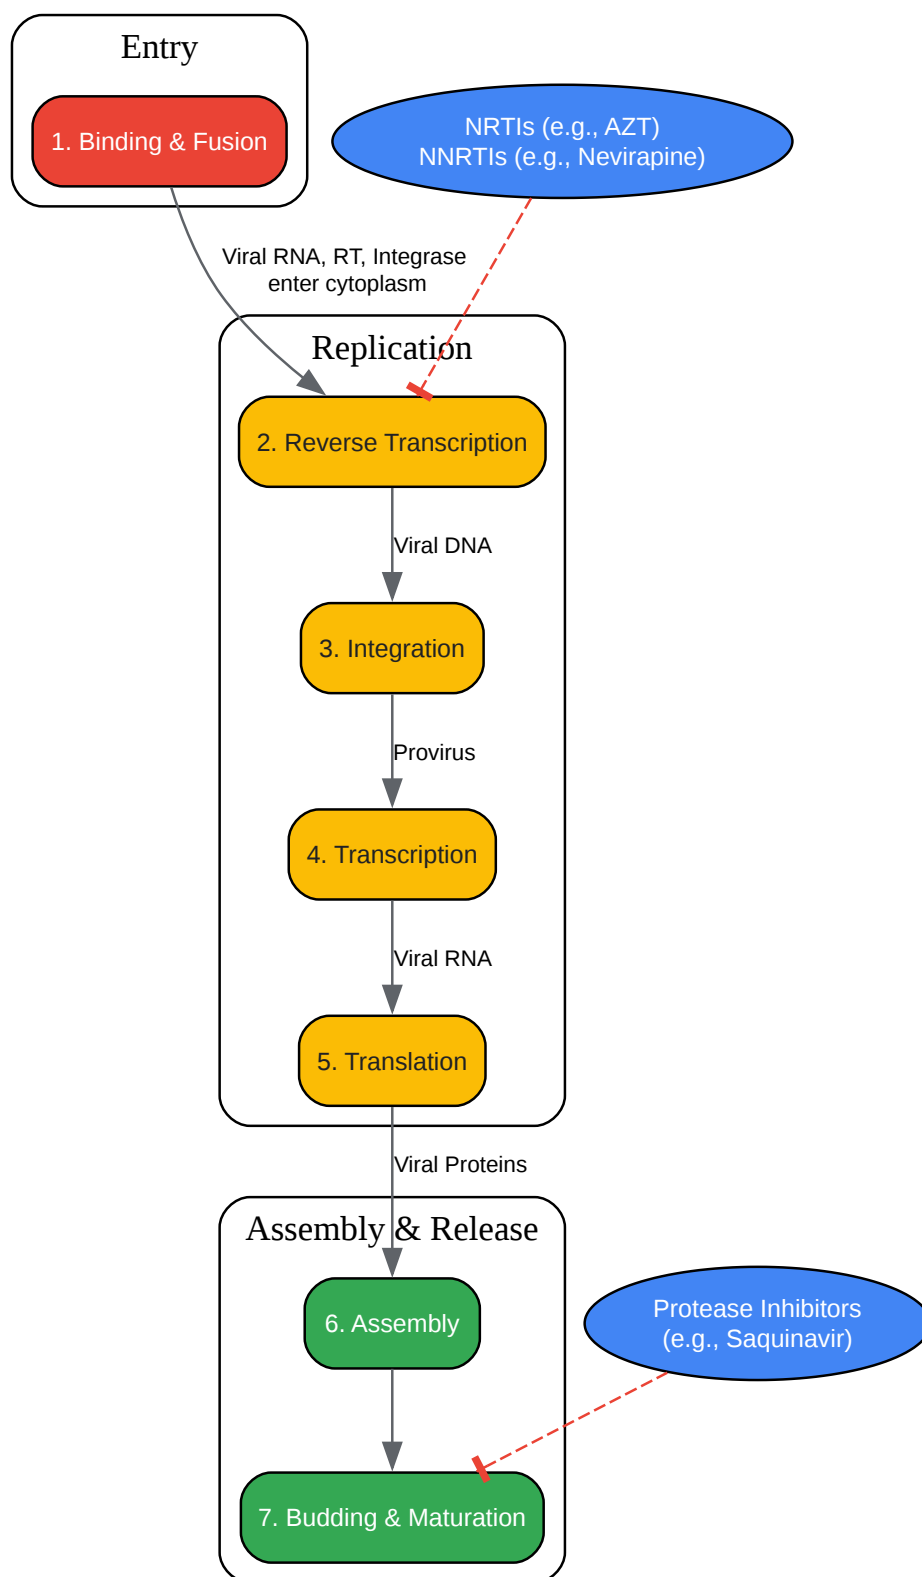 Entry
1. Binding & Fusion
NRTIs (e.g., AZT)
NNRTIs (e.g., Nevirapine)
Viral RNA, RT, Integrase
enter cytoplasm
Replication
2. Reverse Transcription
Viral DNA
3. Integration
Provirus
4. Transcription
Viral RNA
5. Translation
Viral Proteins
Assembly & Release
6. Assembly
Protease Inhibitors
(e.g., Saquinavir)
7. Budding & Maturation